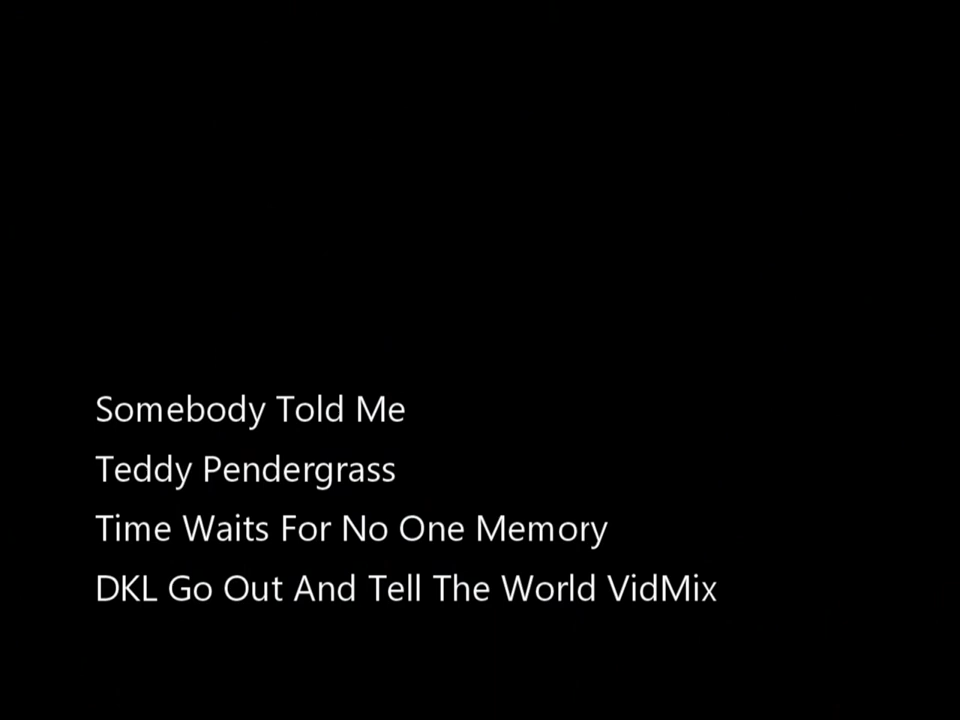 Somebody Told Me
Teddy Pendergrass
Time Waits For No One Memory
DKL Go Out And Tell The World VidMix